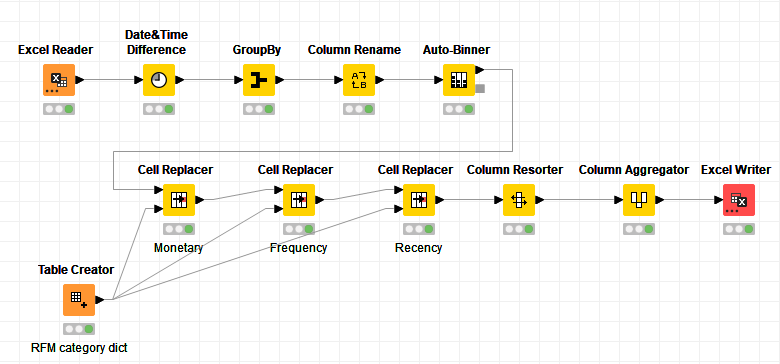 Date&Time
Excel Reader Difference GroupBy Column Rename Auto-Binner
Cell Replacer Cell Replacer Cell Replacer Column Resorter Column Aggregator Excel Writer
Monetary Frequency Recency
Table Creator
RFM category dict